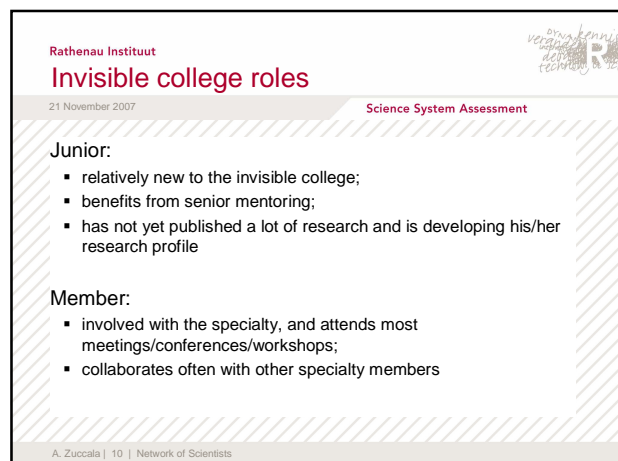 Rathenau Instituut
Invisible college roles
21 November 2007
Science System Assessment
R
Junior:
▪ relatively new to the invisible college;
▪ benefits from senior mentoring;
▪ has not yet published a lot of research and is developing his/her
research profile
Member:
▪ involved with the specialty, and attends most
meetings/conferences/workshops;
▪ collaborates often with other specialty members
A. Zuccala | 10 | Network of Scientists